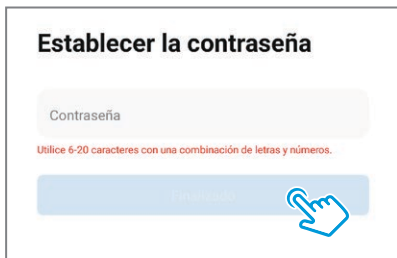 Establecer la contraseña
Contraseña
Utilice 6-20 caracteres con una combinación de letras y números.